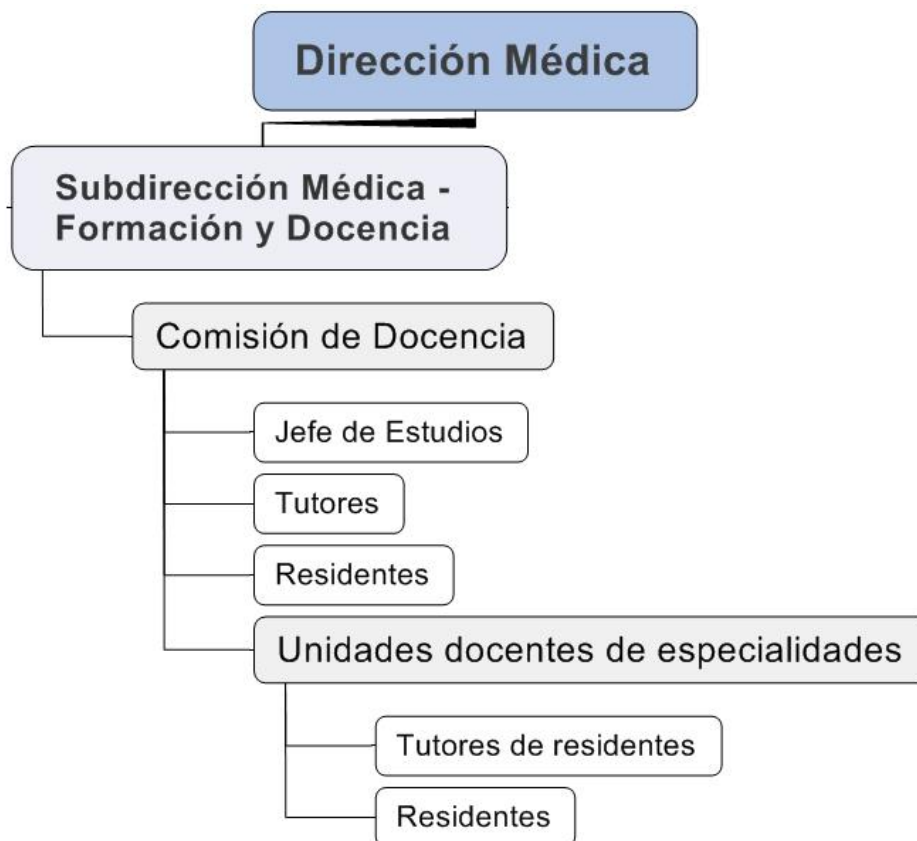 Dirección Médica
Subdirección Médica -
Formación y Docencia
Comisión de Docencia
Jefe de Estudios
Tutores
Residentes
Unidades docentes de especialidades
Tutores de residentes
Residentes